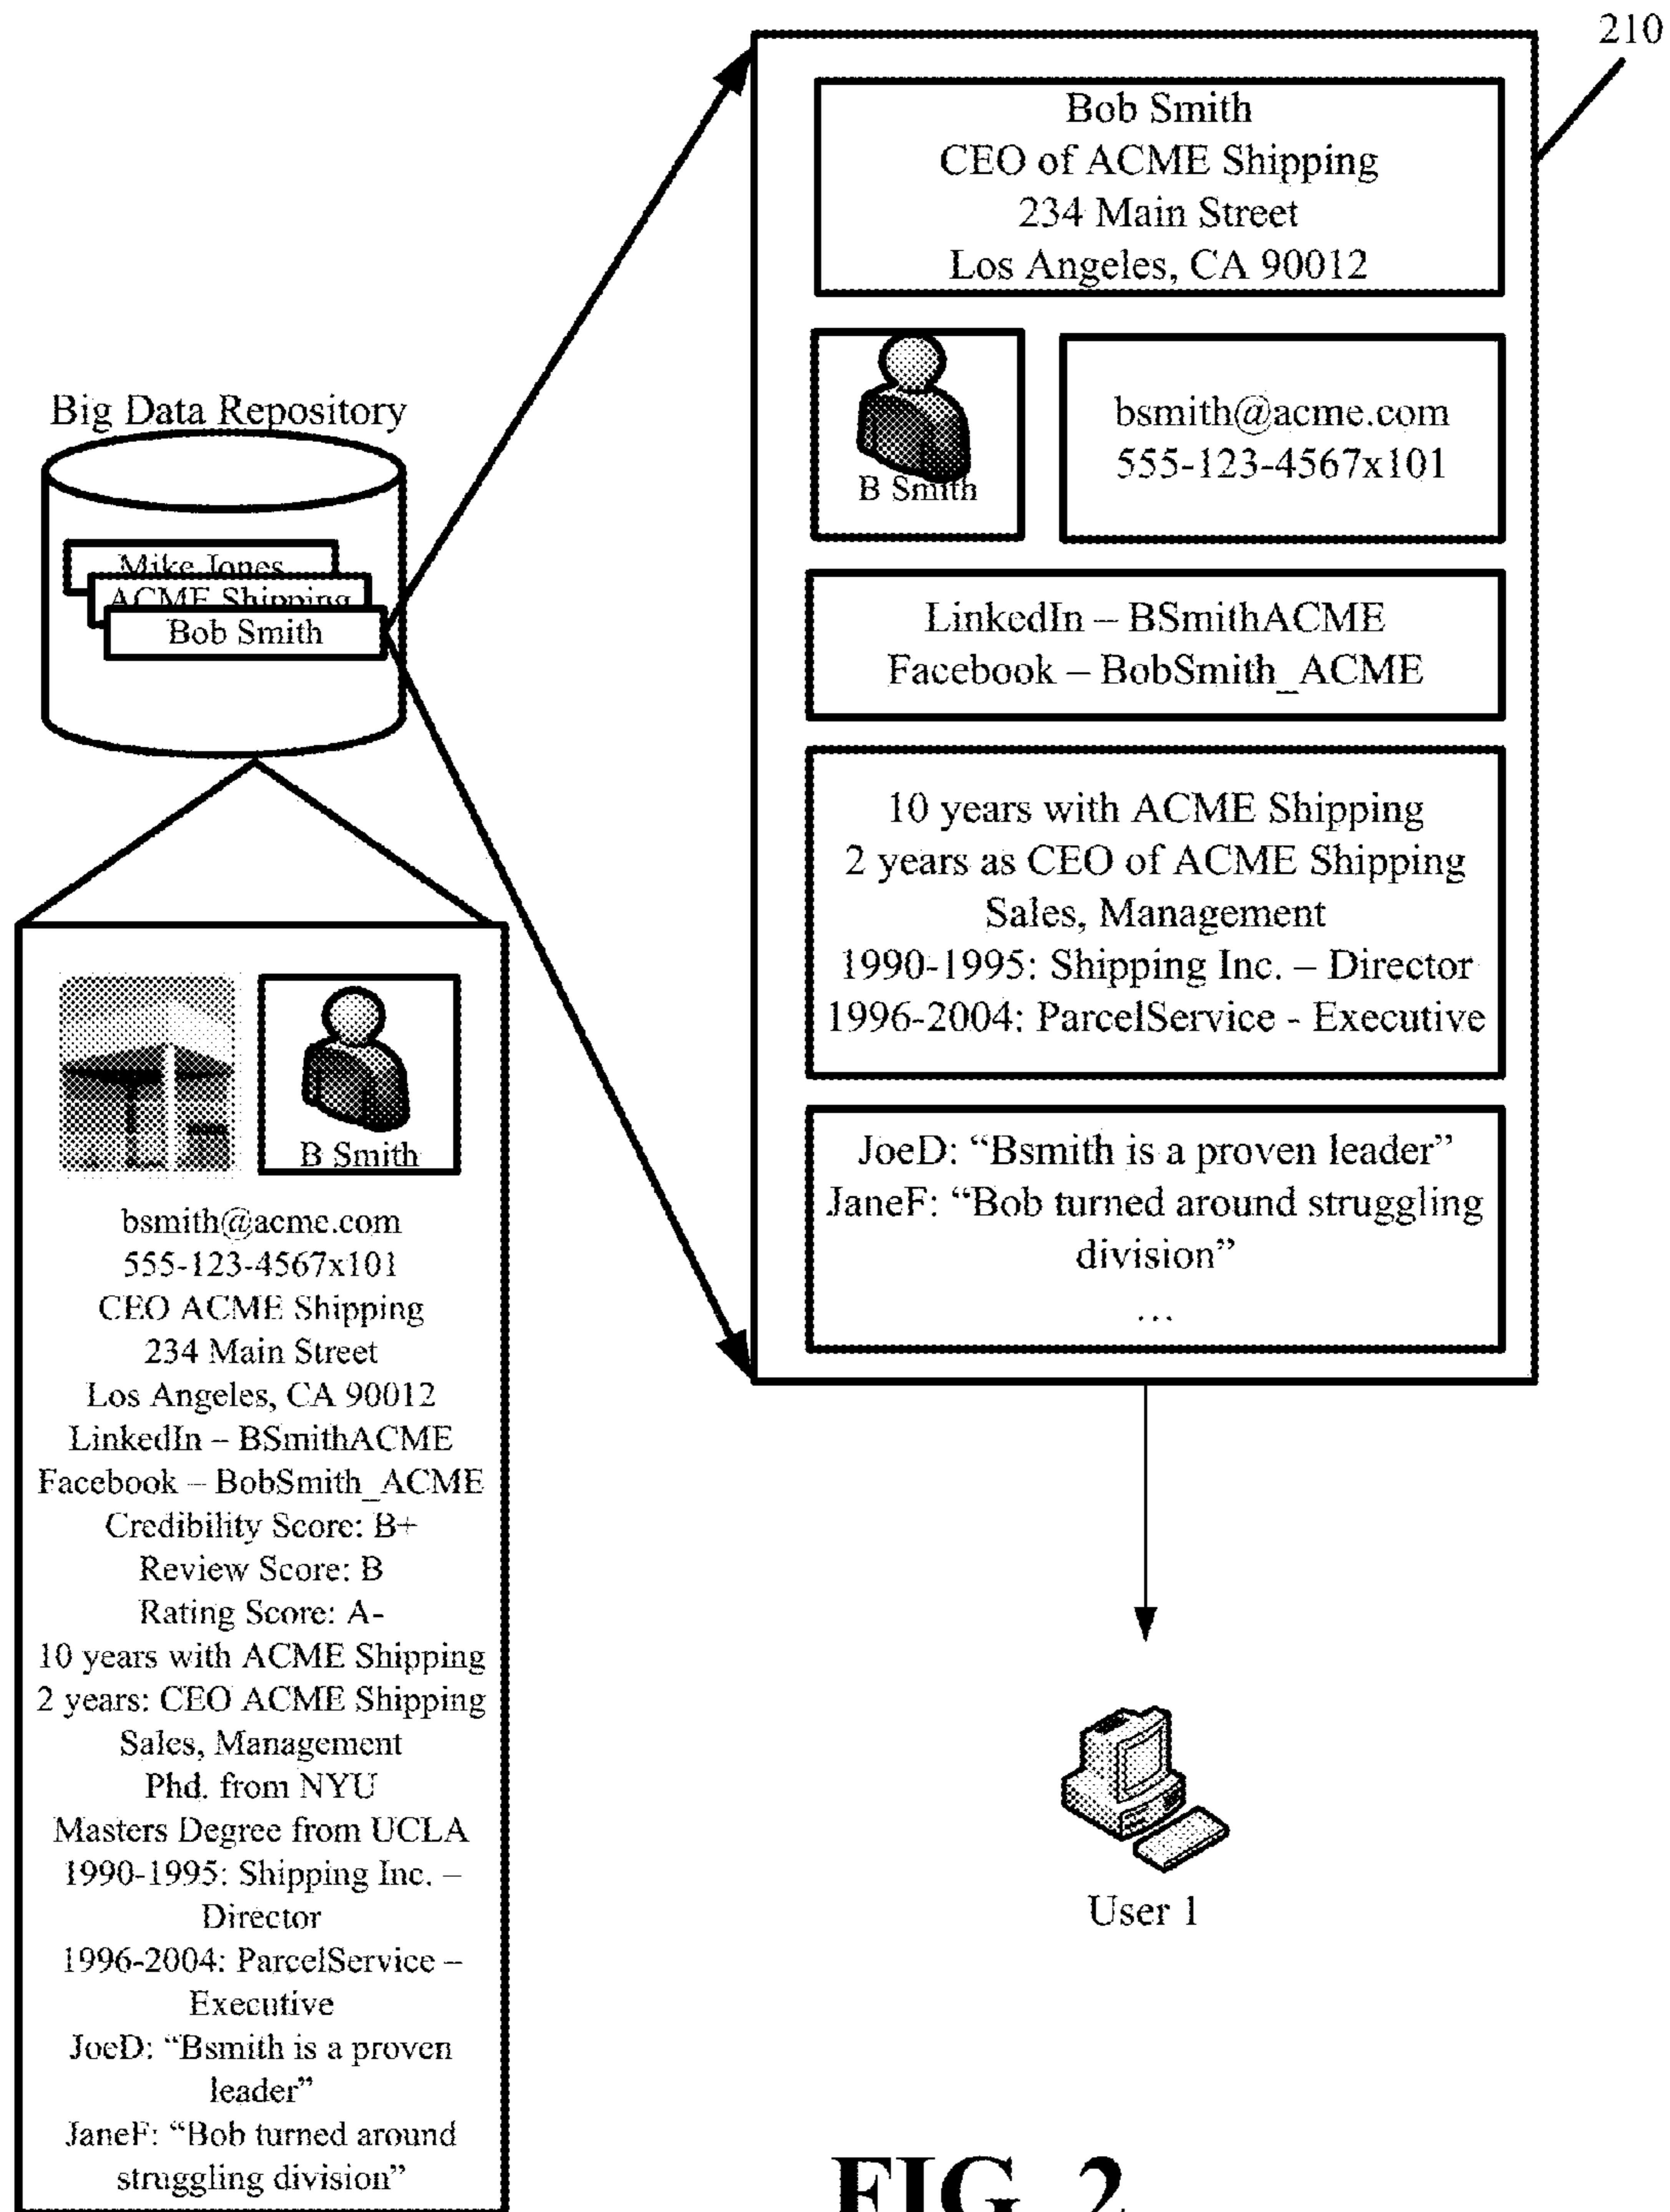 210
Bob Smith
CEO of ACME Shipping
234 Main Street
Los Angeles, CA 90012
B Smith
bsmith@acme.com
555-123-4567x101
LinkedIn – BSmithACME
Facebook – BobSmith_ACME
10 years with ACME Shipping
2 years as CEO of ACME Shipping
Sales, Management
1990-1995: Shipping Inc. – Director
1996-2004: ParcelService - Executive
JoeD: “Bsmith is a proven leader”
JaneF: “Bob turned around struggling
division”
...
Big Data Repository
Mike Jones
ACME Shipping
Bob Smith
B Smith
bsmith@acme.com
555-123-4567x101
CEO ACME Shipping
234 Main Street
Los Angeles, CA 90012
LinkedIn – BSmithACME
Facebook – BobSmith_ACME
Credibility Score: B+
Review Score: B
Rating Score: A-
10 years with ACME Shipping
2 years: CEO ACME Shipping
Sales, Management
Phd. from NYU
Masters Degree from UCLA
1990-1995: Shipping Inc. –
Director
1996-2004: ParcelService –
Executive
JoeD: “Bsmith is a proven
leader”
JaneF: “Bob turned around
struggling division”
User 1
FIG. 2